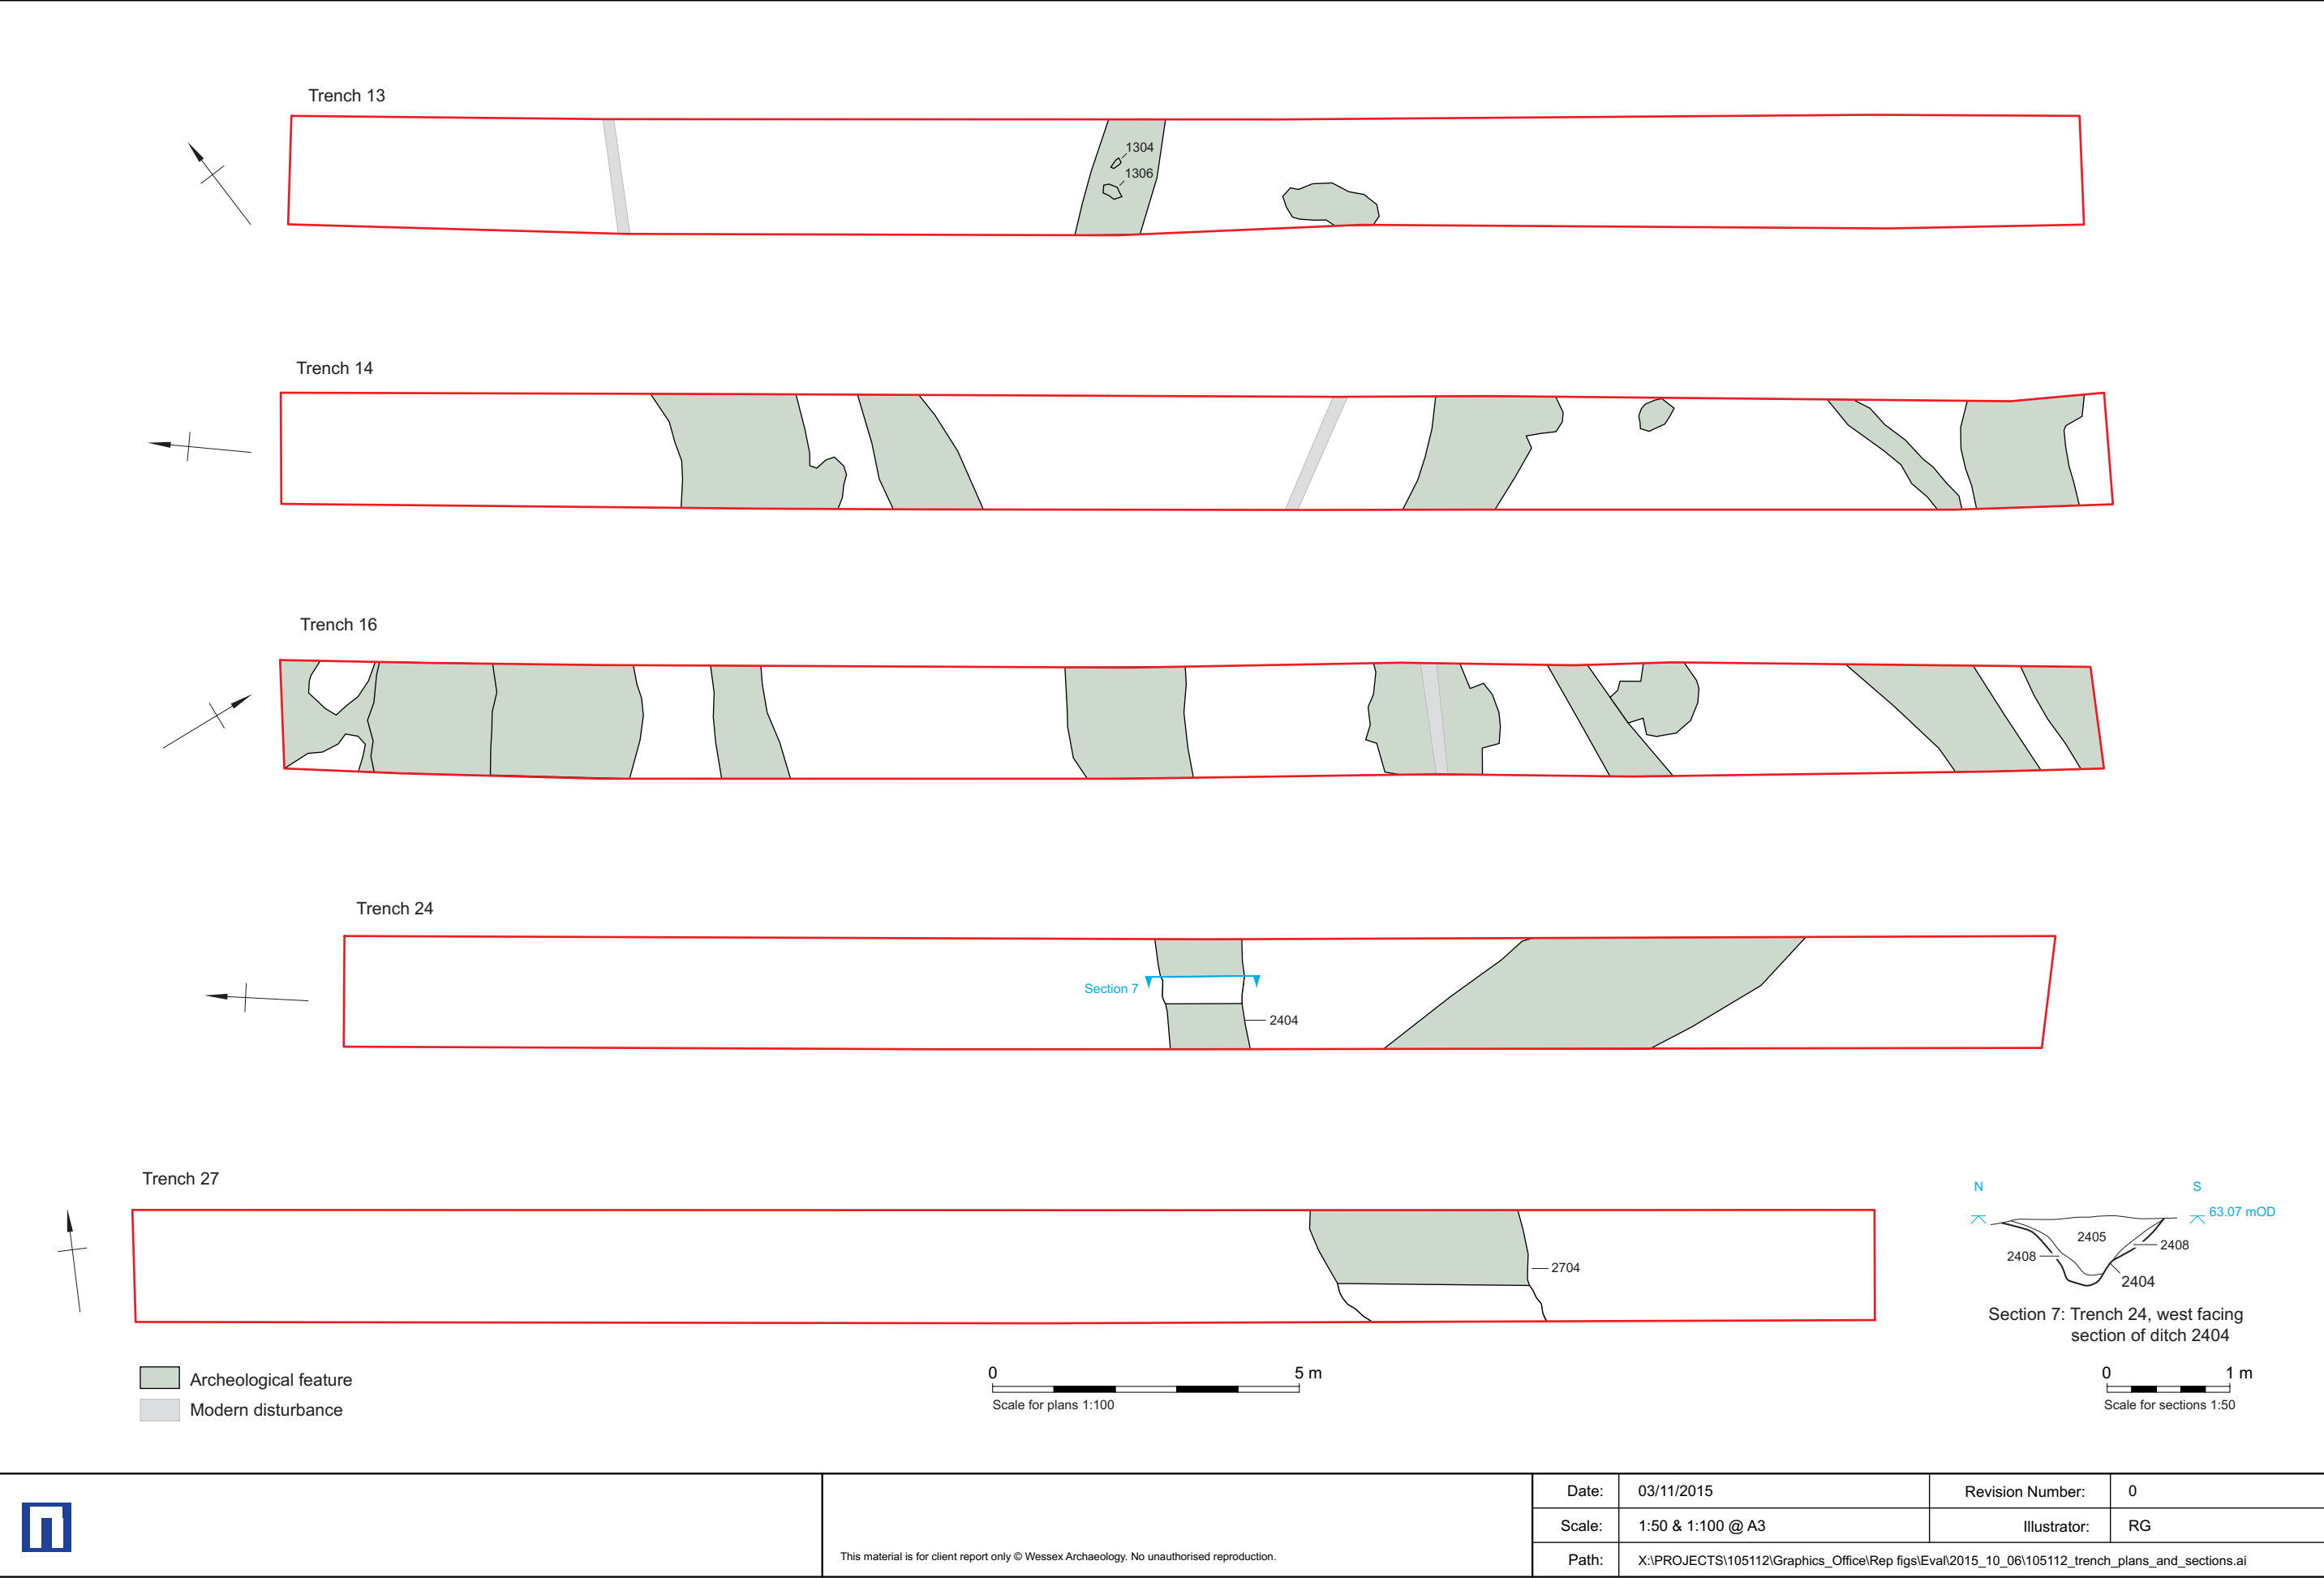 Trench 13
1304
1306
Trench 14
Trench 16
Trench 24
Section 7
2404
Trench 27
2704
N
S
63.07 mOD
2405
2408
2408
2404
Section 7: Trench 24, west facing
section of ditch 2404
Archeological feature
Modern disturbance
0
5 m
Scale for plans 1:100
0
1 m
Scale for sections 1:50
This material is for client report only © Wessex Archaeology. No unauthorised reproduction.
Date:
03/11/2015
Revision Number:
0
Scale:
1:50 & 1:100 @ A3
Illustrator:
RG
Path:
X:\PROJECTS\105112\Graphics_Office\Rep figs\Eval\2015_10_06\105112_trench_plans_and_sections.ai